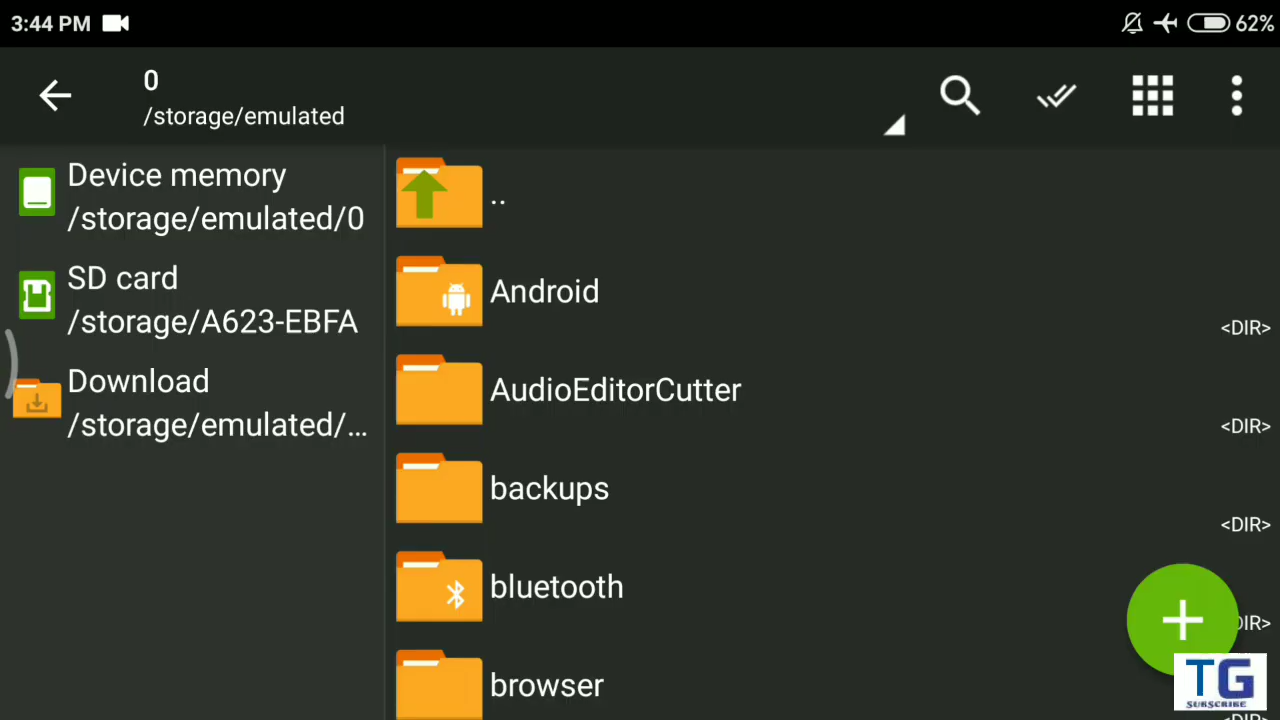 3:44 PM
62%
0
/storage/emulated
Device memory
/storage/emulated/0
SD card
/storage/A623-EBFA
Download
/storage/emulated/...
..
Android
<DIR>
AudioEditorCutter
<DIR>
backups
<DIR>
bluetooth
DIR>
browser
TG
SUBSCRIBE